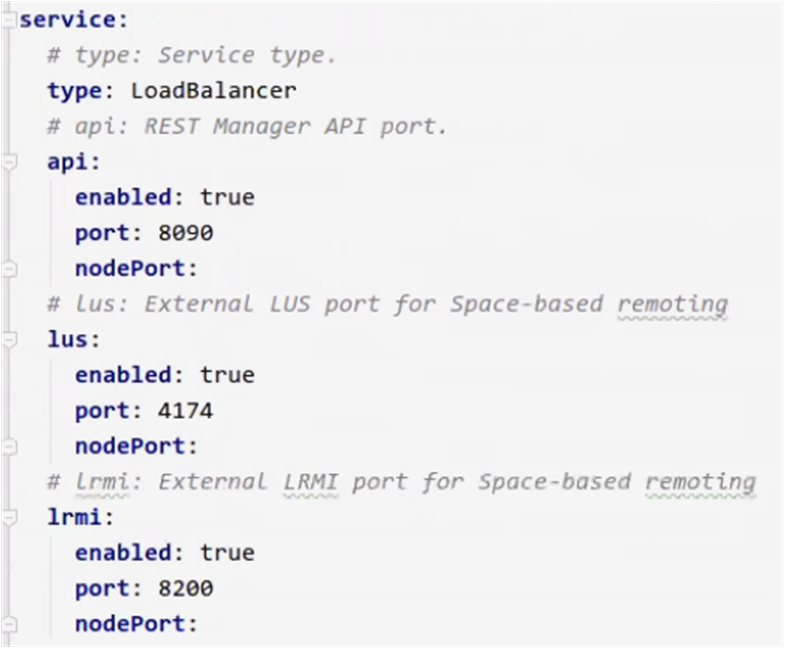 service:
# type: Service type.
type: LoadBalancer
# api: REST Manager API port.
api:
enabled: true
port: 8090
nodePort:
# lus: External LUS port for Space-based remoting
lus:
enabled: true
port: 4174
nodePort:
# lrmi: External LRMI port for Space-based remoting
lrmi:
enabled: true
port: 8200
nodePort: